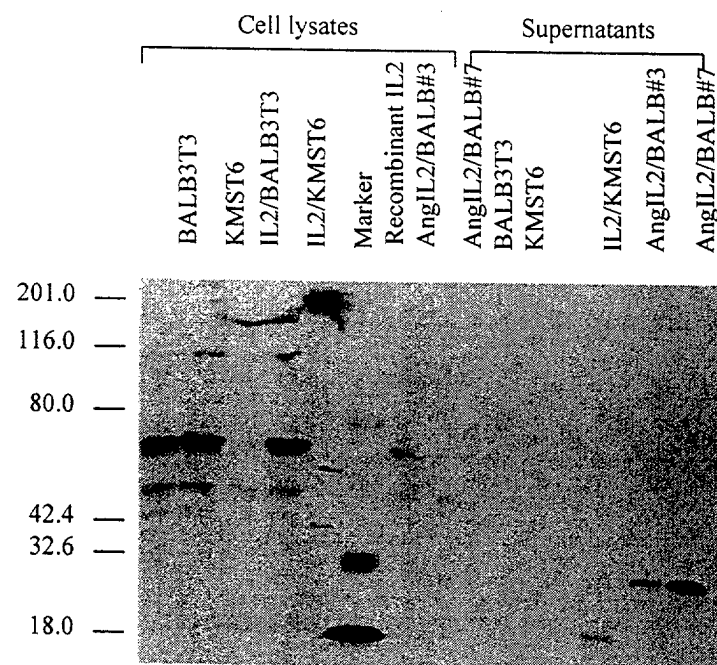 Cell lysates
Supernatants
BALB3T3
KMST6
IL2/BALB3T3
IL2/KMST6
Marker
Recombinant IL2
AngIL2/BALB#3
AngIL2/BALB#7
BALB3T3
KMST6
IL2/KMST6
AngIL2/BALB#3
AngIL2/BALB#7
201.0
116.0
80.0
42.4
32.6
18.0